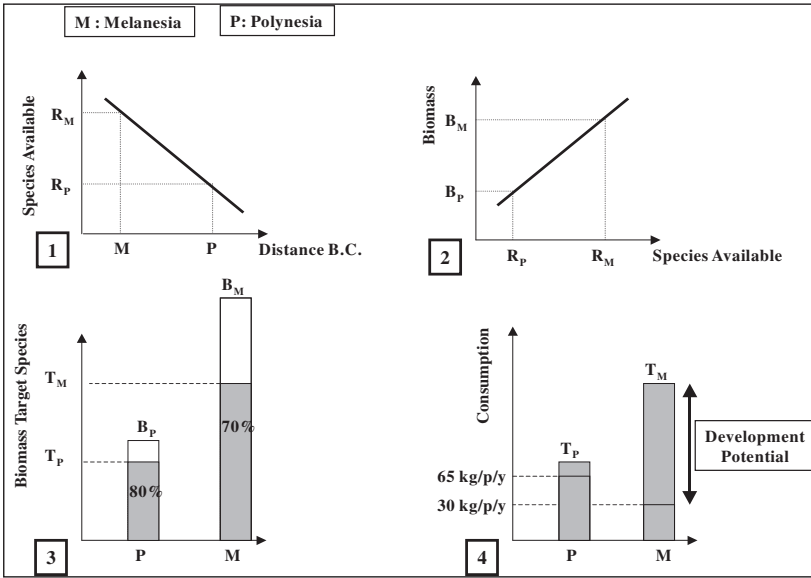 M : Melanesia
P: Polynesia
Species Available
R_M
R_P
M
P
Distance B.C.
1
Biomass
B_M
B_P
R_P
R_M
Species Available
2
Biomass Target Species
T_M
T_P
B_P
80%
B_M
70%
P
M
3
Consumption
T_M
T_P
65 kg/p/y
30 kg/p/y
Development
Potential
P
M
4